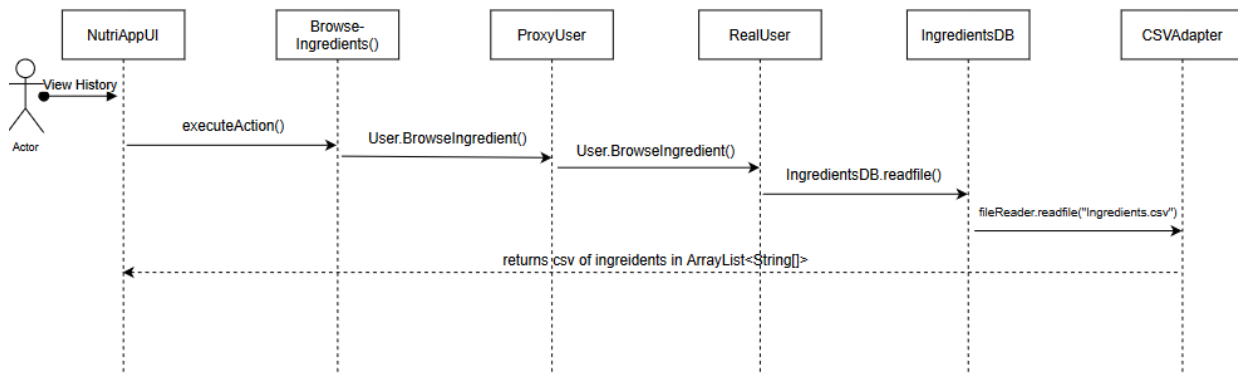 NutriAppUI
Browse-
Ingredients()
ProxyUser
RealUser
IngredientsDB
CSVAdapter
View History
Actor
executeAction()
User.BrowseIngredient()
User.BrowseIngredient()
IngredientsDB.readfile()
fileReader.readfile("Ingredients.csv")
returns csv of ingreidents in ArrayList<String[]>